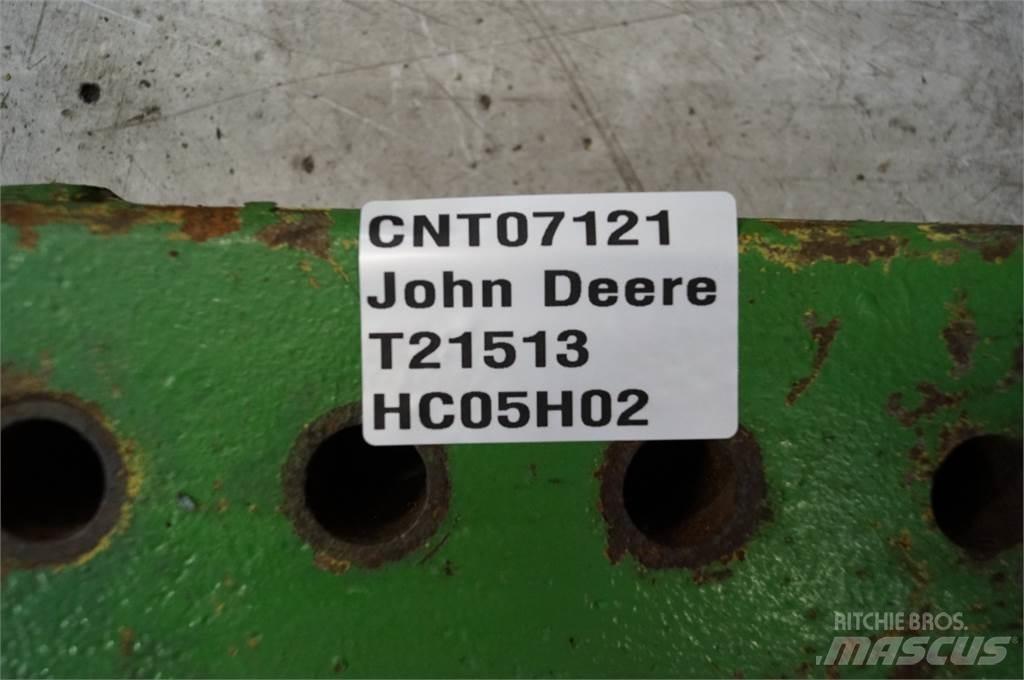 CNT07121
John Deere
T21513
HC05H02
RITCHIE BROS.
MASCUS